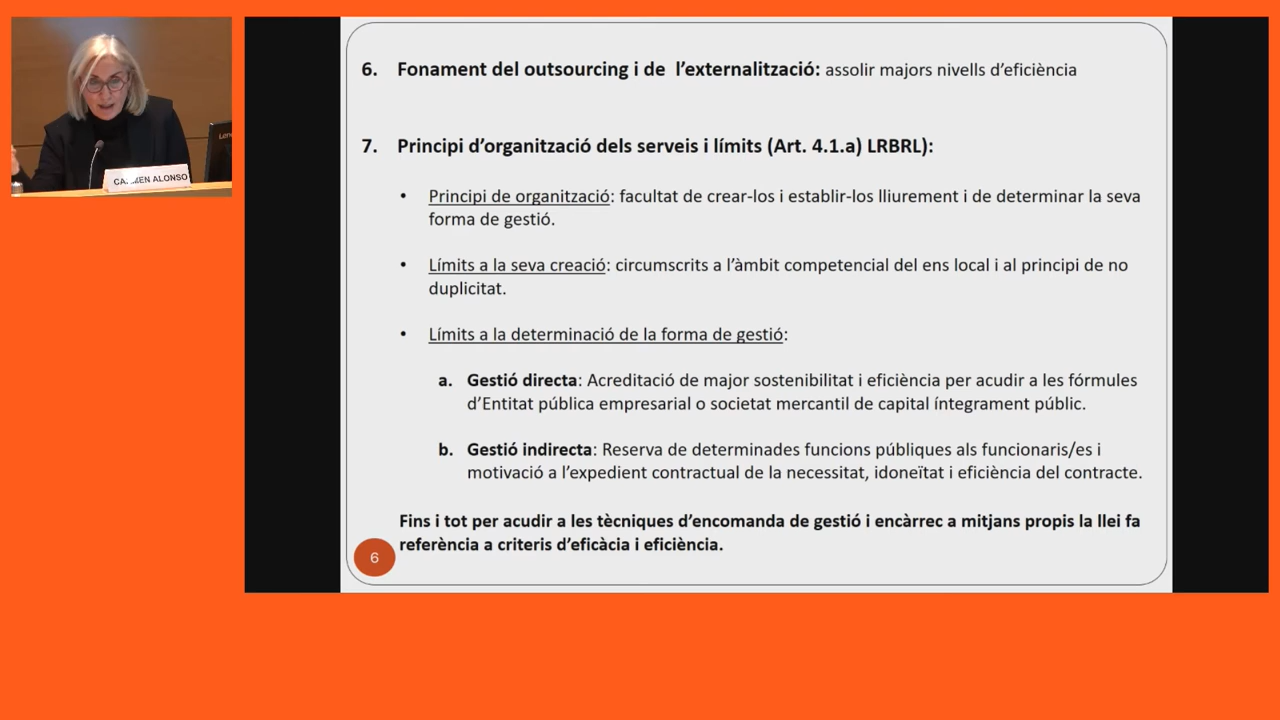 CARMEN ALONSO
6. Fonament del outsourcing i de l’externalització: assolir majors nivells d’eficiència
7. Principi d’organització dels serveis i límits (Art. 4.1.a) LRBRL):
• Principi de organització: facultat de crear-los i establir-los lliurement i de determinar la seva
forma de gestió.
• Límits a la seva creació: circumscrits a l’àmbit competencial del ens local i al principi de no
duplicitat.
• Límits a la determinació de la forma de gestió:
a. Gestió directa: Acreditació de major sostenibilitat i eficiència per acudir a les fórmules
d’Entitat pública empresarial o societat mercantil de capital íntegrament públic.
b. Gestió indirecta: Reserva de determinades funcions públiques als funcionaris/es i
motivació a l’expedient contractual de la necessitat, idoneïtat i eficiència del contracte.
Fins i tot per acudir a les tècniques d’encomanda de gestió i encàrrec a mitjans propis la llei fa
referència a criteris d’eficàcia i eficiència.
6